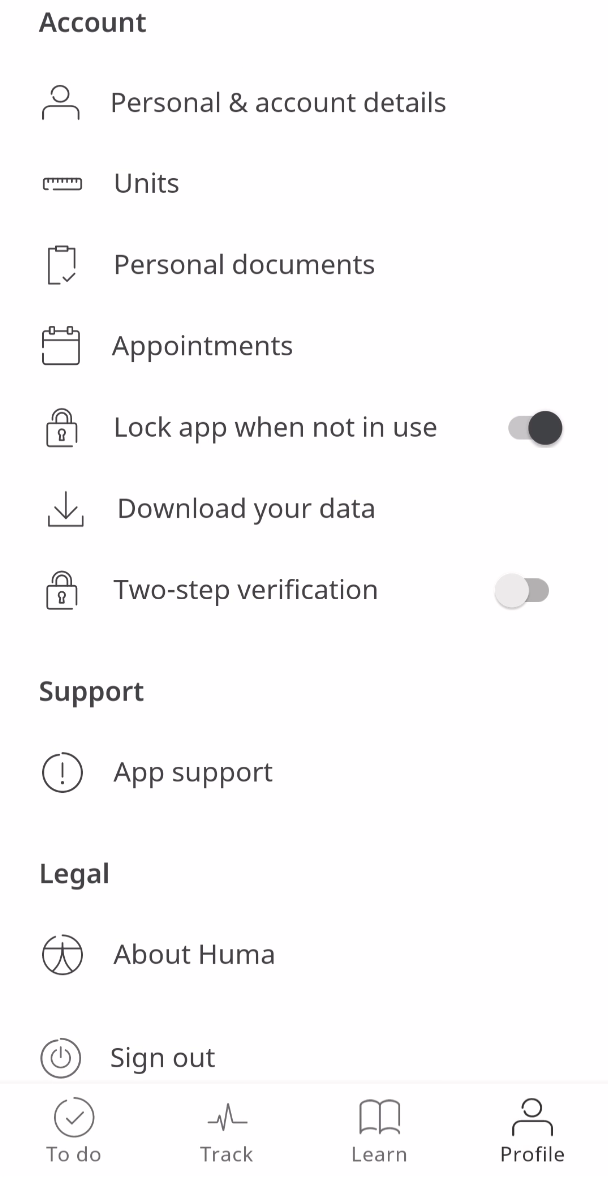 Account
Personal & account details
Units
Personal documents
Appointments
Lock app when not in use
Download your data
Two-step verification
Support
App support
Legal
About Huma
Sign out
To do
Track
Learn
Profile